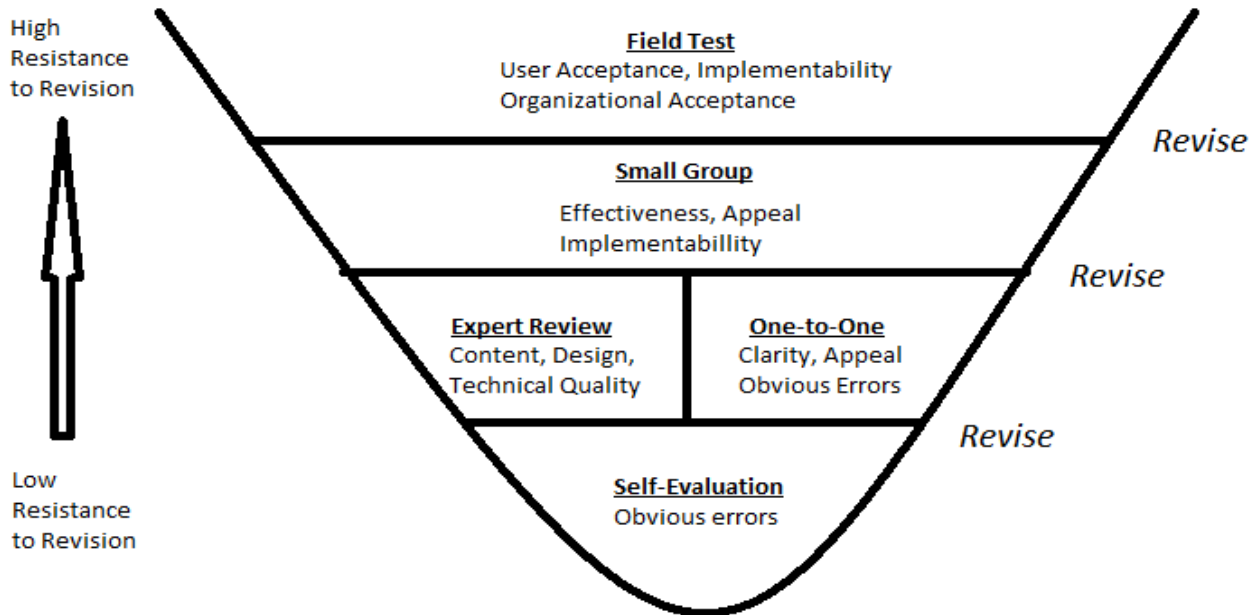 High
Resistance
to Revision
Field Test
User Acceptance, Implementability
Organizational Acceptance
Revise
Small Group
Effectiveness, Appeal
Implementabillity
Revise
Expert Review
Content, Design,
Technical Quality
One-to-One
Clarity, Appeal
Obvious Errors
Revise
Low
Resistance
to Revision
Self-Evaluation
Obvious errors